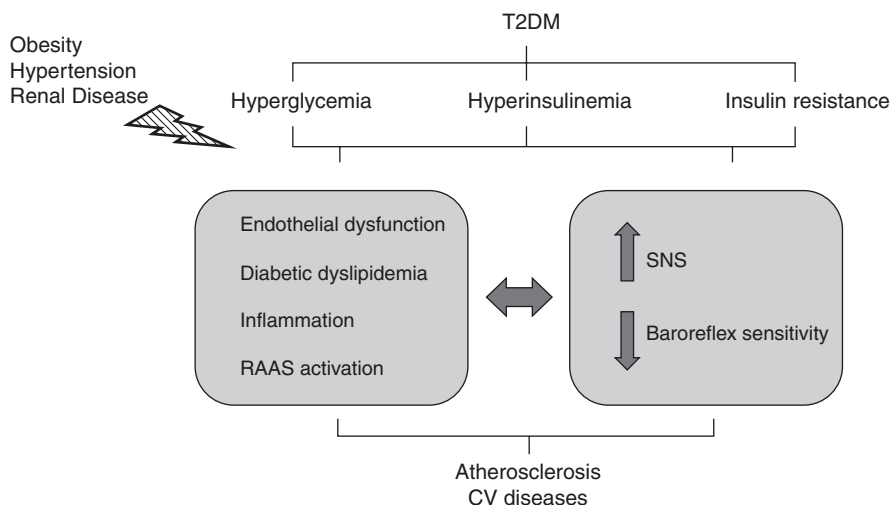 T2DM
Obesity
Hypertension
Renal Disease
Hyperglycemia
Hyperinsulinemia
Insulin resistance
Endothelial dysfunction
Diabetic dyslipidemia
Inflammation
RAAS activation
SNS
Baroreflex sensitivity
Atherosclerosis
CV diseases